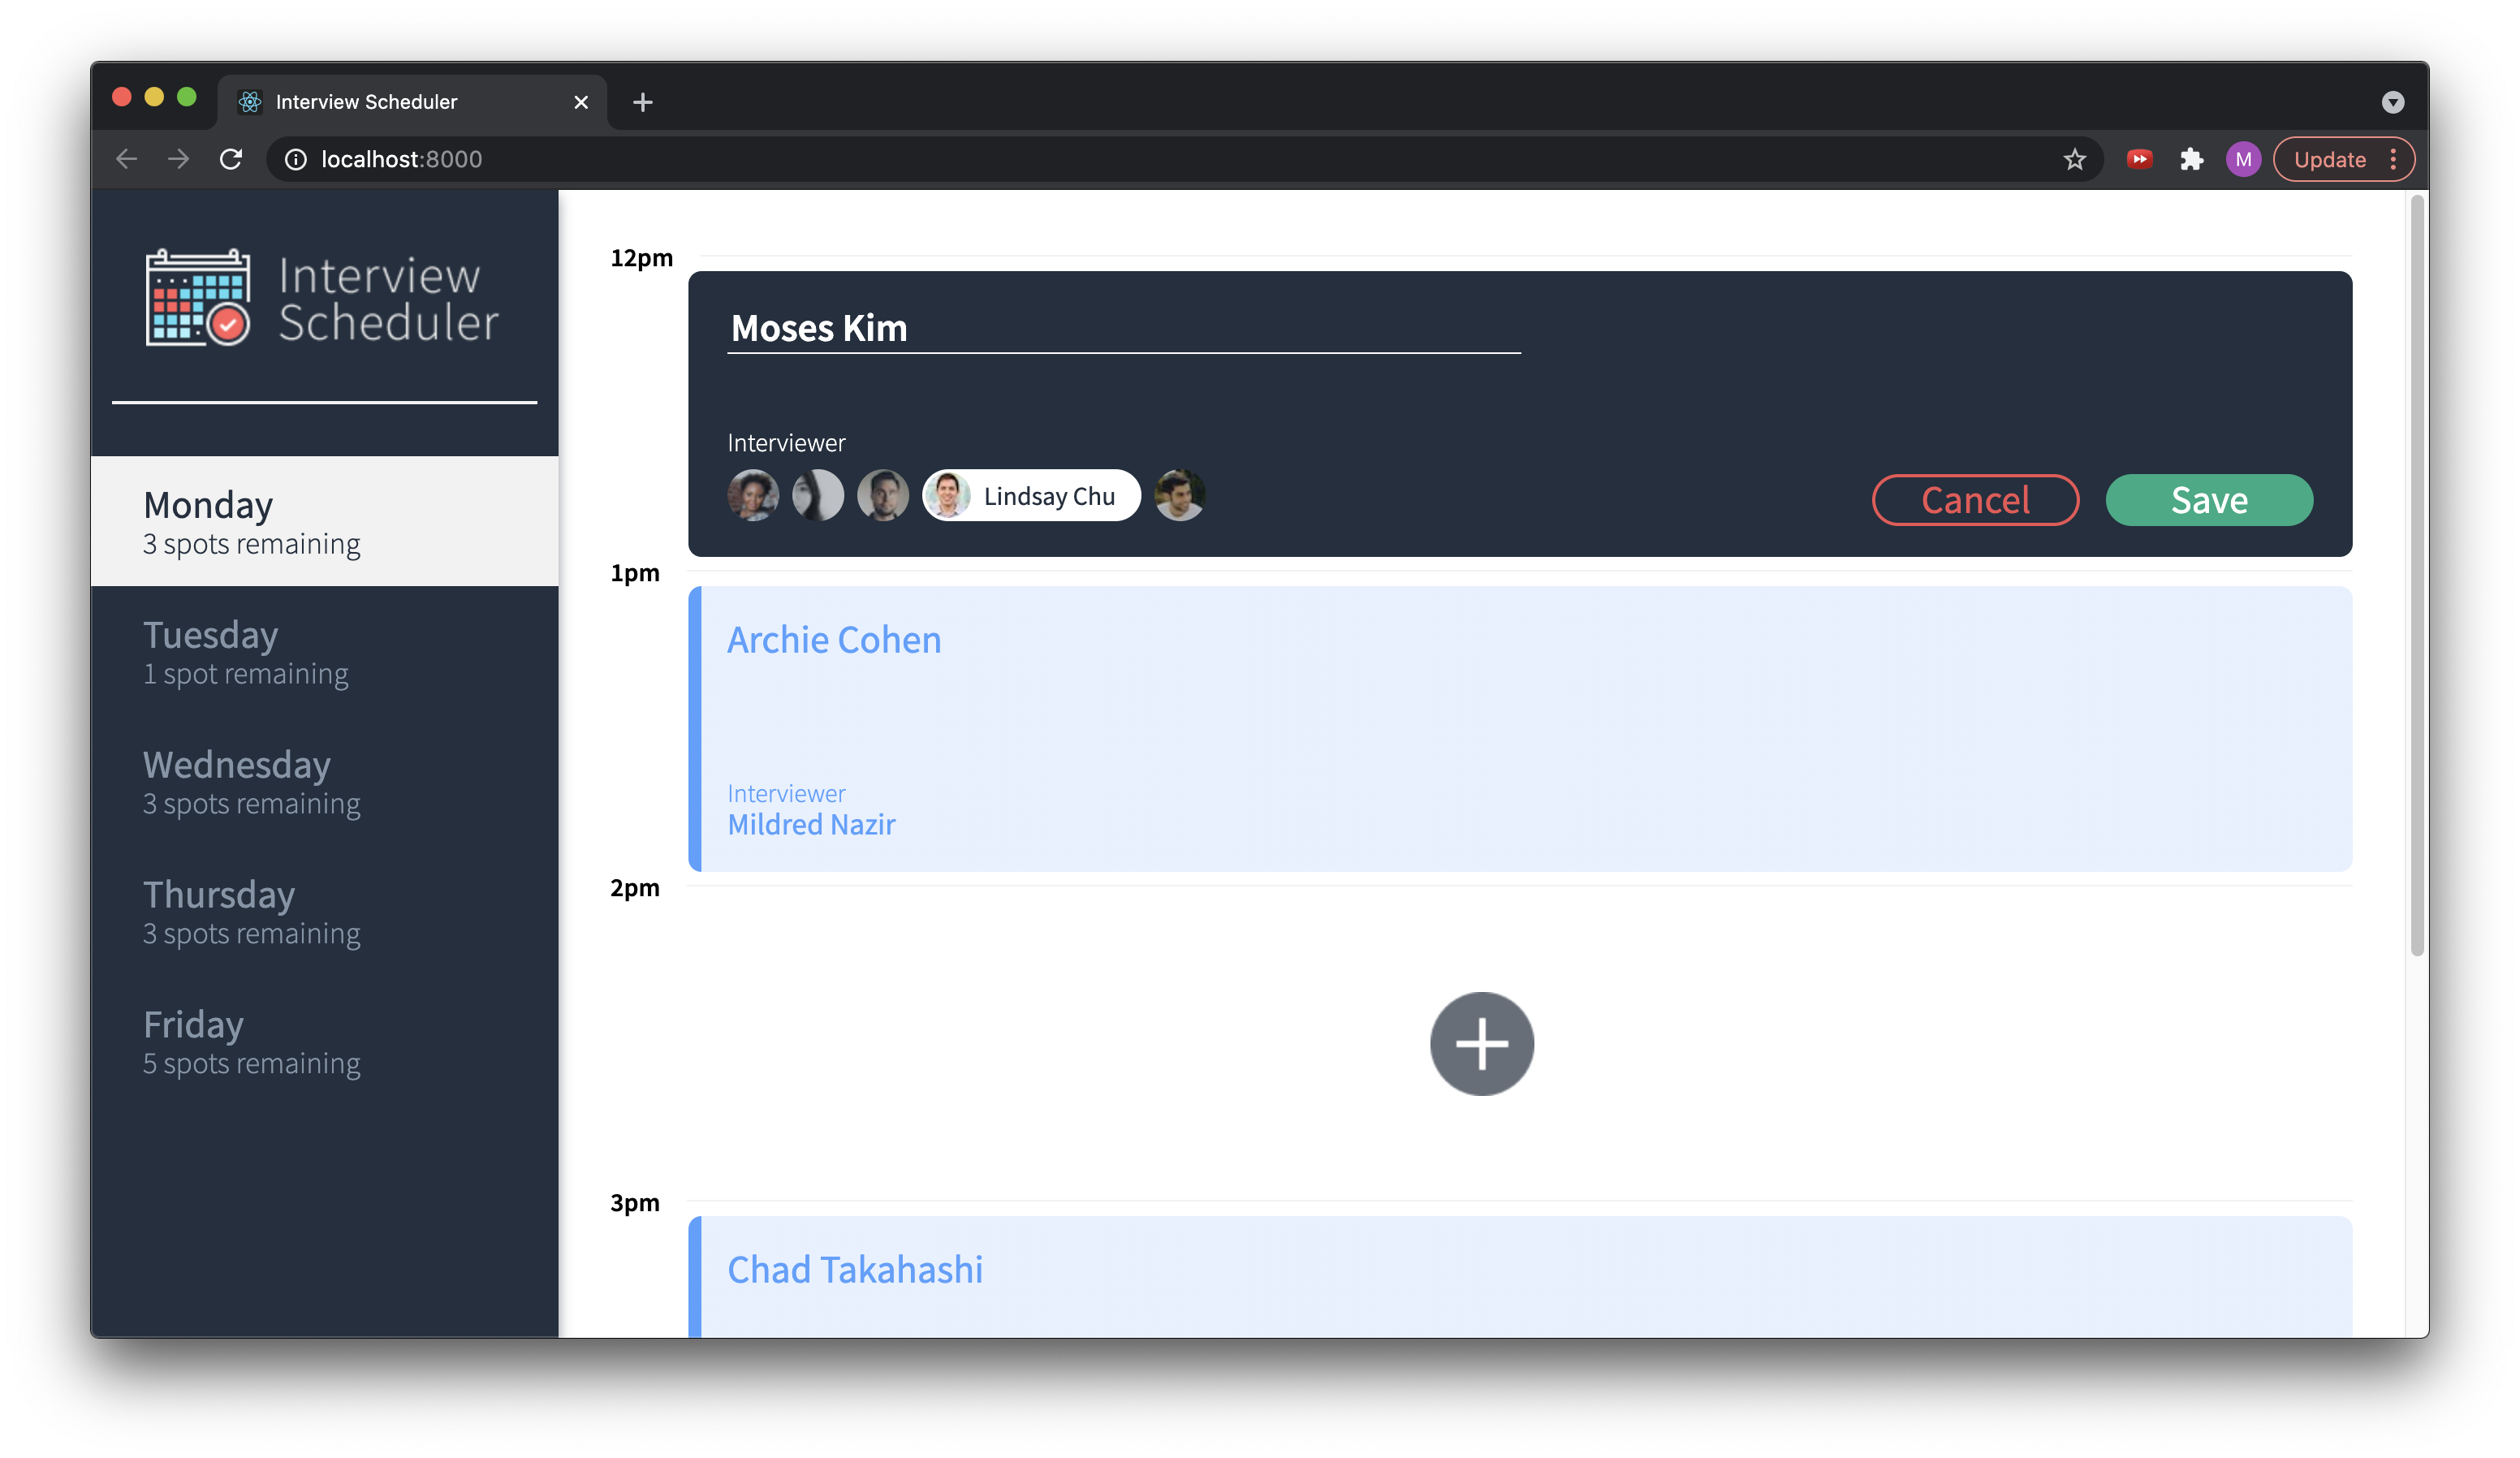 Interview Scheduler
localhost:8000
M
Update
Interview
Scheduler
Monday
3 spots remaining
Tuesday
1 spot remaining
Wednesday
3 spots remaining
Thursday
3 spots remaining
Friday
5 spots remaining
12pm
Moses Kim
Interviewer
Lindsay Chu
Cancel
Save
1pm
Archie Cohen
Interviewer
Mildred Nazir
2pm
3pm
Chad Takahashi